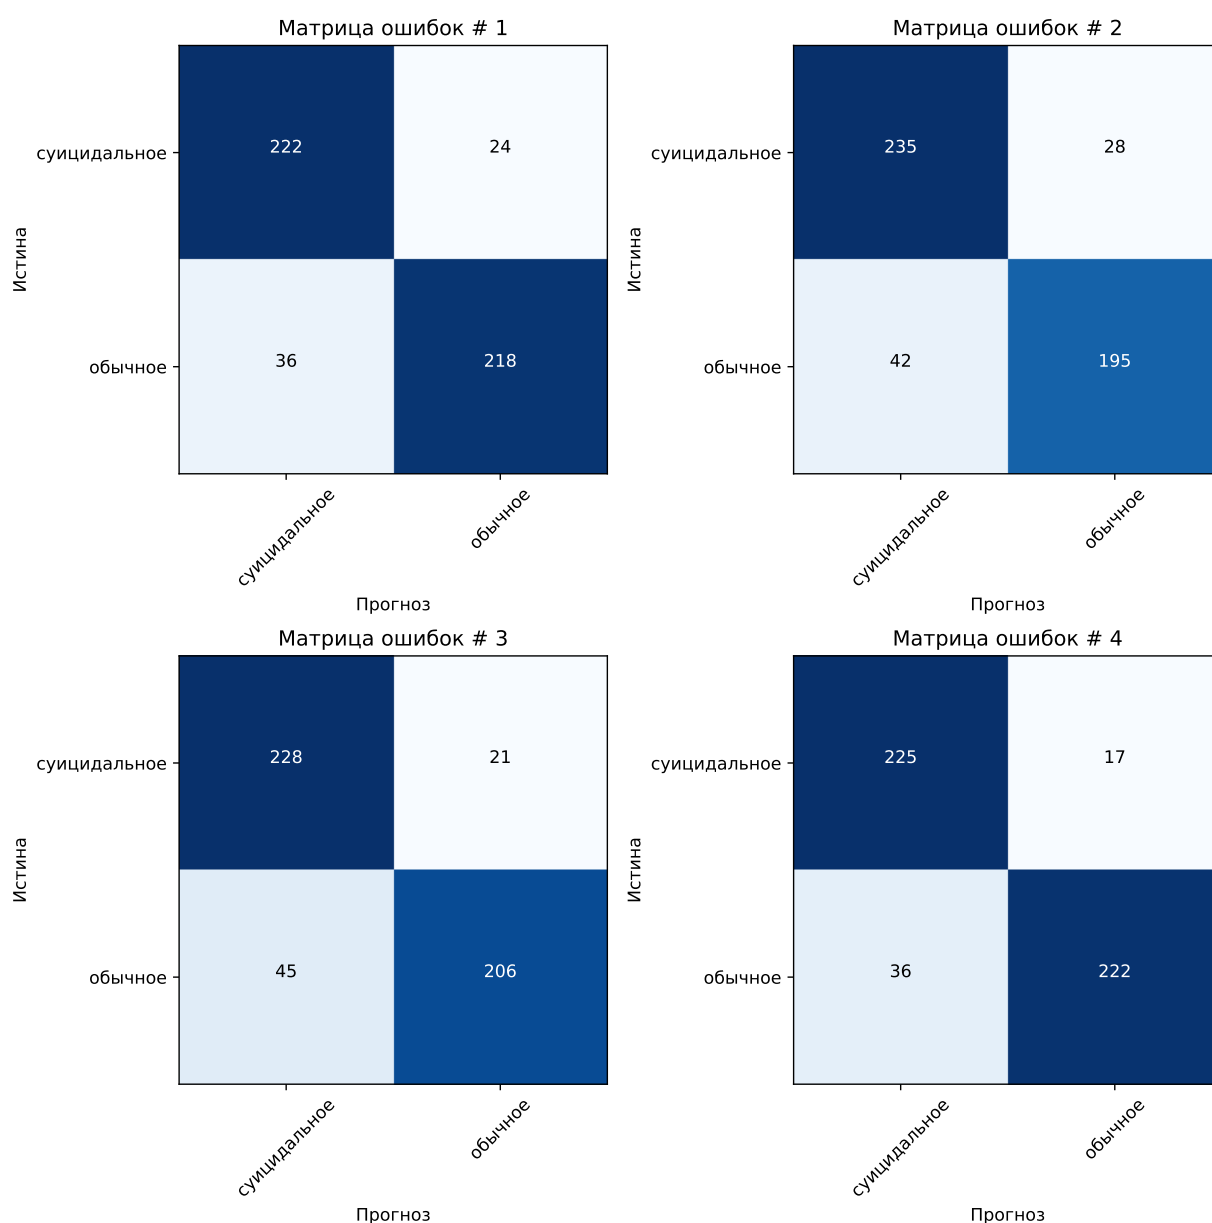 Матрица ошибок # 1
суицидальное
222
24
Истина
обычное
36
218
суицидальное
обычное
Прогноз
Матрица ошибок # 2
суицидальное
235
28
Истина
обычное
42
195
суицидальное
обычное
Прогноз
Матрица ошибок # 3
суицидальное
228
21
Истина
обычное
45
206
суицидальное
обычное
Прогноз
Матрица ошибок # 4
суицидальное
225
17
Истина
обычное
36
222
суицидальное
обычное
Прогноз